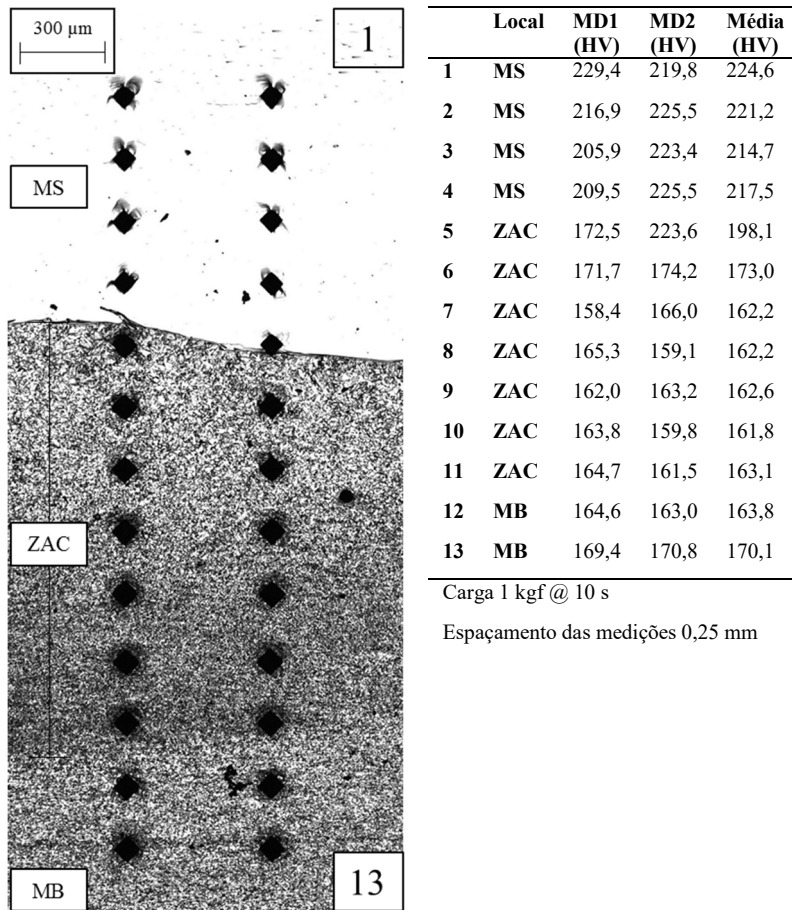 300 µm
1
MS
ZAC
MB
13
Local MD1 (HV) MD2 (HV) Média (HV)
1 MS 229,4 219,8 224,6
2 MS 216,9 225,5 221,2
3 MS 205,9 223,4 214,7
4 MS 209,5 225,5 217,5
5 ZAC 172,5 223,6 198,1
6 ZAC 171,7 174,2 173,0
7 ZAC 158,4 166,0 162,2
8 ZAC 165,3 159,1 162,2
9 ZAC 162,0 163,2 162,6
10 ZAC 163,8 159,8 161,8
11 ZAC 164,7 161,5 163,1
12 MB 164,6 163,0 163,8
13 MB 169,4 170,8 170,1
Carga 1 kgf @ 10 s
Espaçamento das medições 0,25 mm